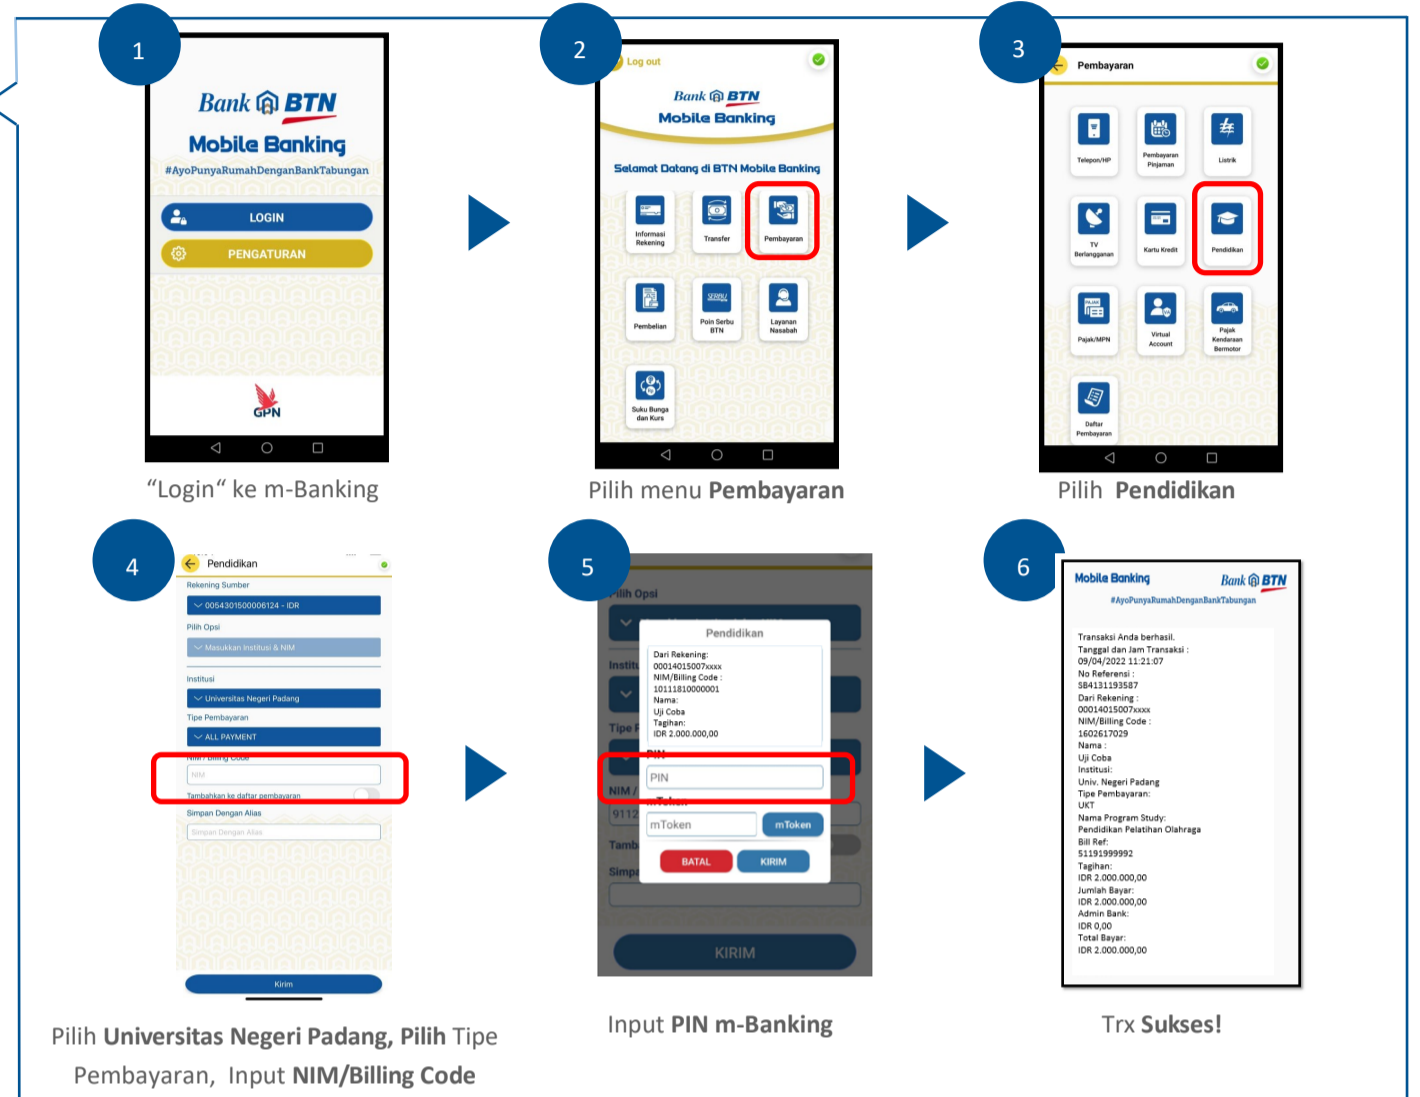 1
Bank BTN
Mobile Banking
#AyoPunyaRumahDenganBankTabungan
LOGIN
PENGATURAN
GPN
“Login“ ke m-Banking
2
Log out
Bank BTN
Mobile Banking
Selamat Datang di BTN Mobile Banking
Informasi
Rekening
Transfer
Pembayaran
Pembelian
SERBU
Poin Serbu
BTN
Layanan
Nasabah
Suku Bunga
dan Kurs
Pilih menu Pembayaran
3
Pembayaran
Telepon/HP
Pembayaran
Pinjaman
Listrik
TV
Berlangganan
Kartu Kredit
Pendidikan
PAJAK
Pajak/MPN
Virtual
Account
Pajak
Kendaraan
Bermotor
Daftar
Pembayaran
Pilih Pendidikan
4
Pendidikan
Rekening Sumber
0054301500006124 - IDR
Pilih Opsi
Masukkan Institusi & NIM
Institusi
Universitas Negeri Padang
Tipe Pembayaran
ALL PAYMENT
NIM / Billing Code
NIM
Tambahkan ke daftar pembayaran
Simpan Dengan Alias
Simpan Dengan Alias
Kirim
Pilih Universitas Negeri Padang, Pilih Tipe
Pembayaran, Input NIM/Billing Code
5
Pilih Opsi
Pendidikan
Dari Rekening:
00014015007xxxx
NIM/Billing Code :
10111810000001
Nama:
Uji Coba
Tagihan:
IDR 2.000.000,00
PIN
PIN
NIM /
mToken
9112
mToken
mToken
BATAL
KIRIM
KIRIM
Input PIN m-Banking
6
Mobile Banking
Bank BTN
#AyoPunyaRumahDenganBankTabungan
Transaksi Anda berhasil.
Tanggal dan Jam Transaksi :
09/04/2022 11:21:07
No Referensi :
SB4131193587
Dari Rekening :
00014015007xxxx
NIM/Billing Code :
1602617029
Nama :
Uji Coba
Institusi:
Univ. Negeri Padang
Tipe Pembayaran:
UKT
Nama Program Study:
Pendidikan Pelatihan Olahraga
Bill Ref:
51191999992
Tagihan:
IDR 2.000.000,00
Jumlah Bayar:
IDR 2.000.000,00
Admin Bank:
IDR 0,00
Total Bayar:
IDR 2.000.000,00
Trx Sukses!